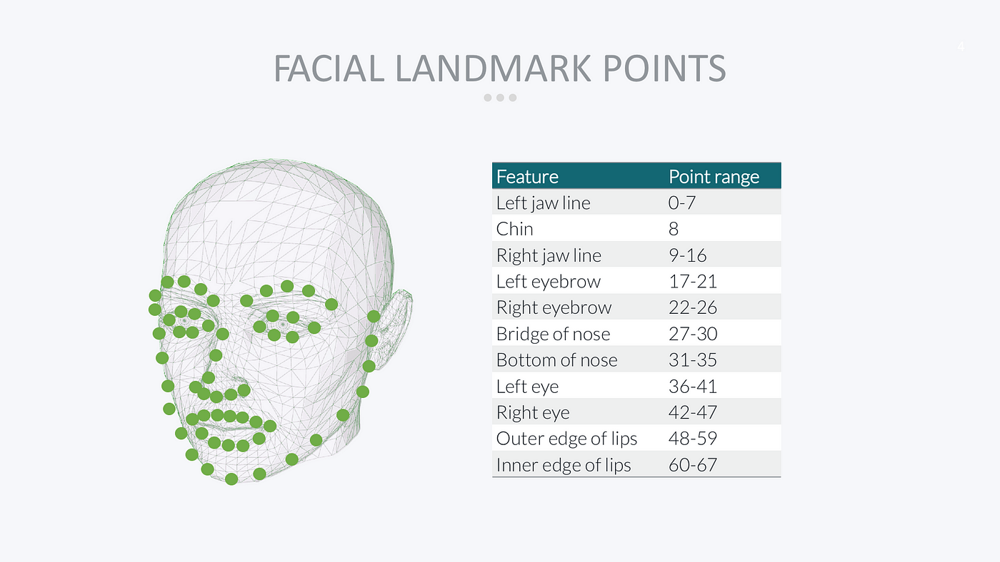 4
FACIAL LANDMARK POINTS
Feature Point range
Left jaw line 0-7
Chin 8
Right jaw line 9-16
Left eyebrow 17-21
Right eyebrow 22-26
Bridge of nose 27-30
Bottom of nose 31-35
Left eye 36-41
Right eye 42-47
Outer edge of lips 48-59
Inner edge of lips 60-67